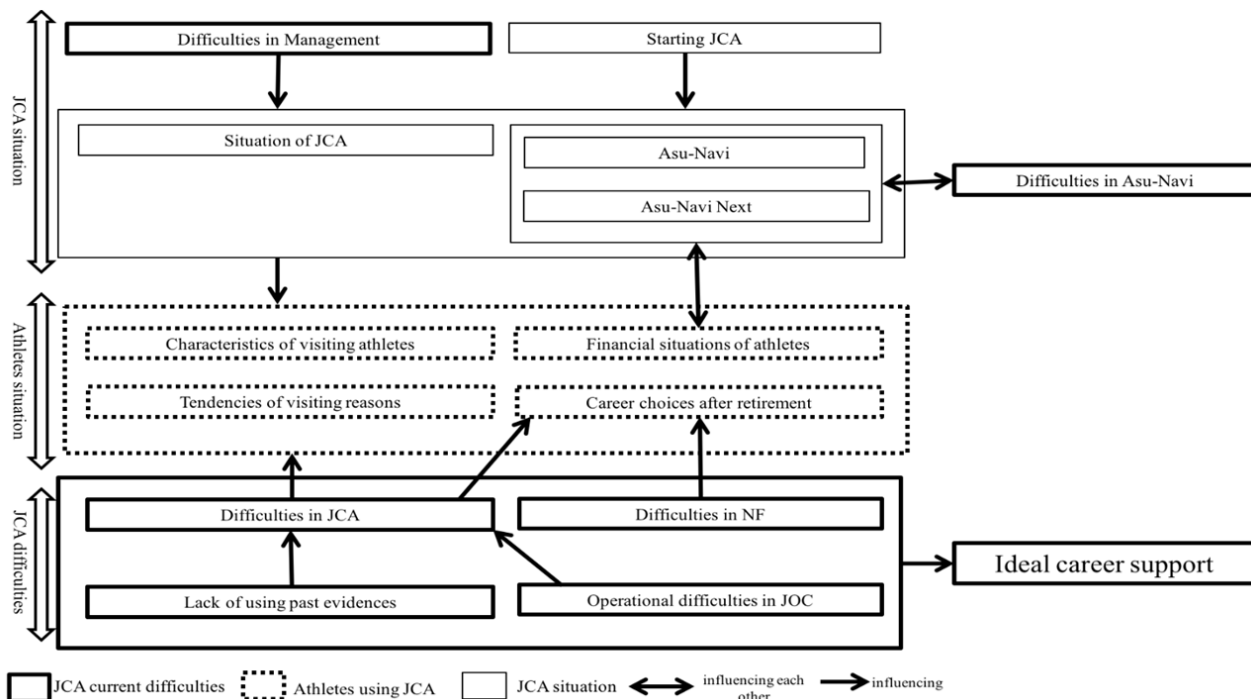 Difficulties in Management
Starting JCA
JCA situation
Situation of JCA
Asu-Navi
Asu-Navi Next
Difficulties in Asu-Navi
Athletes situation
Characteristics of visiting athletes
Financial situations of athletes
Tendencies of visiting reasons
Career choices after retirement
JCA difficulties
Difficulties in JCA
Difficulties in NF
Lack of using past evidences
Operational difficulties in JOC
Ideal career support
JCA current difficulties
Athletes using JCA
JCA situation
influencing each
other
influencing